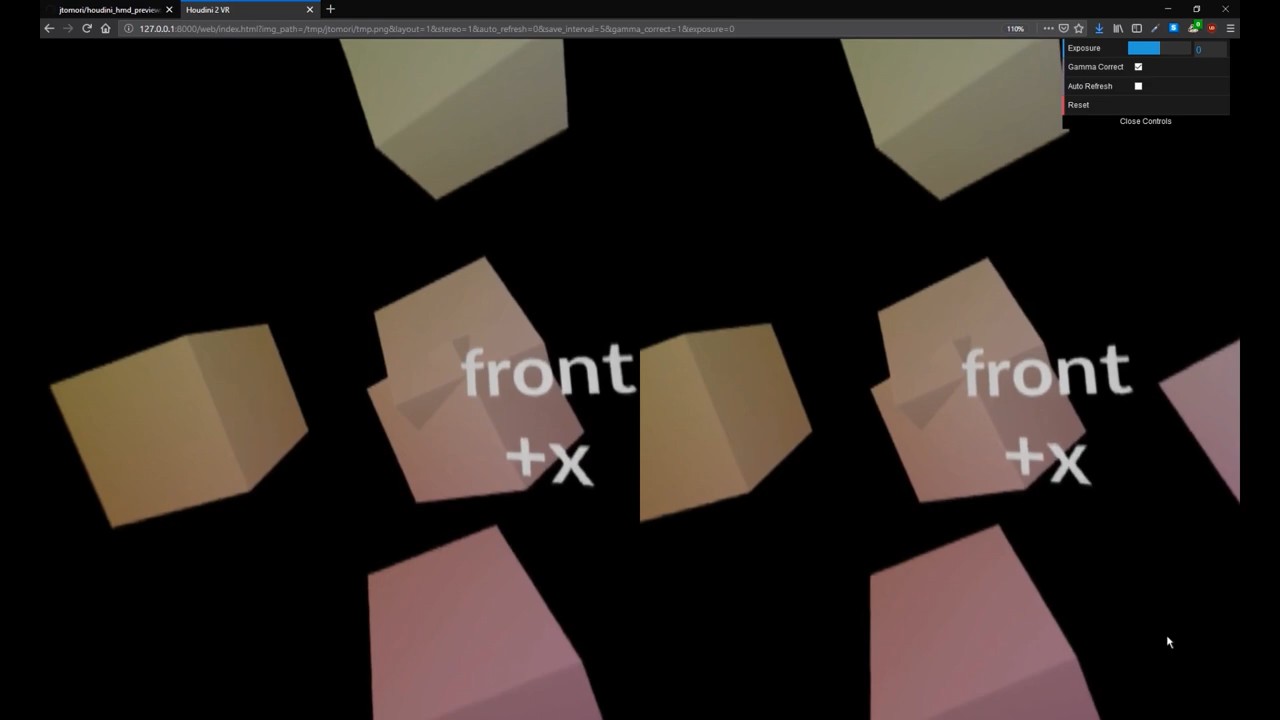 jtomori/houdini_hmd_preview
Houdini 2 VR
127.0.0.1:8000/web/index.html?img_path=/tmp/jtomori/tmp.png&layout=1&stereo=1&auto_refresh=0&save_interval=5&gamma_correct=1&exposure=0
110%
Exposure
0
Gamma Correct
Auto Refresh
Reset
Close Controls
front
+x
front
+x